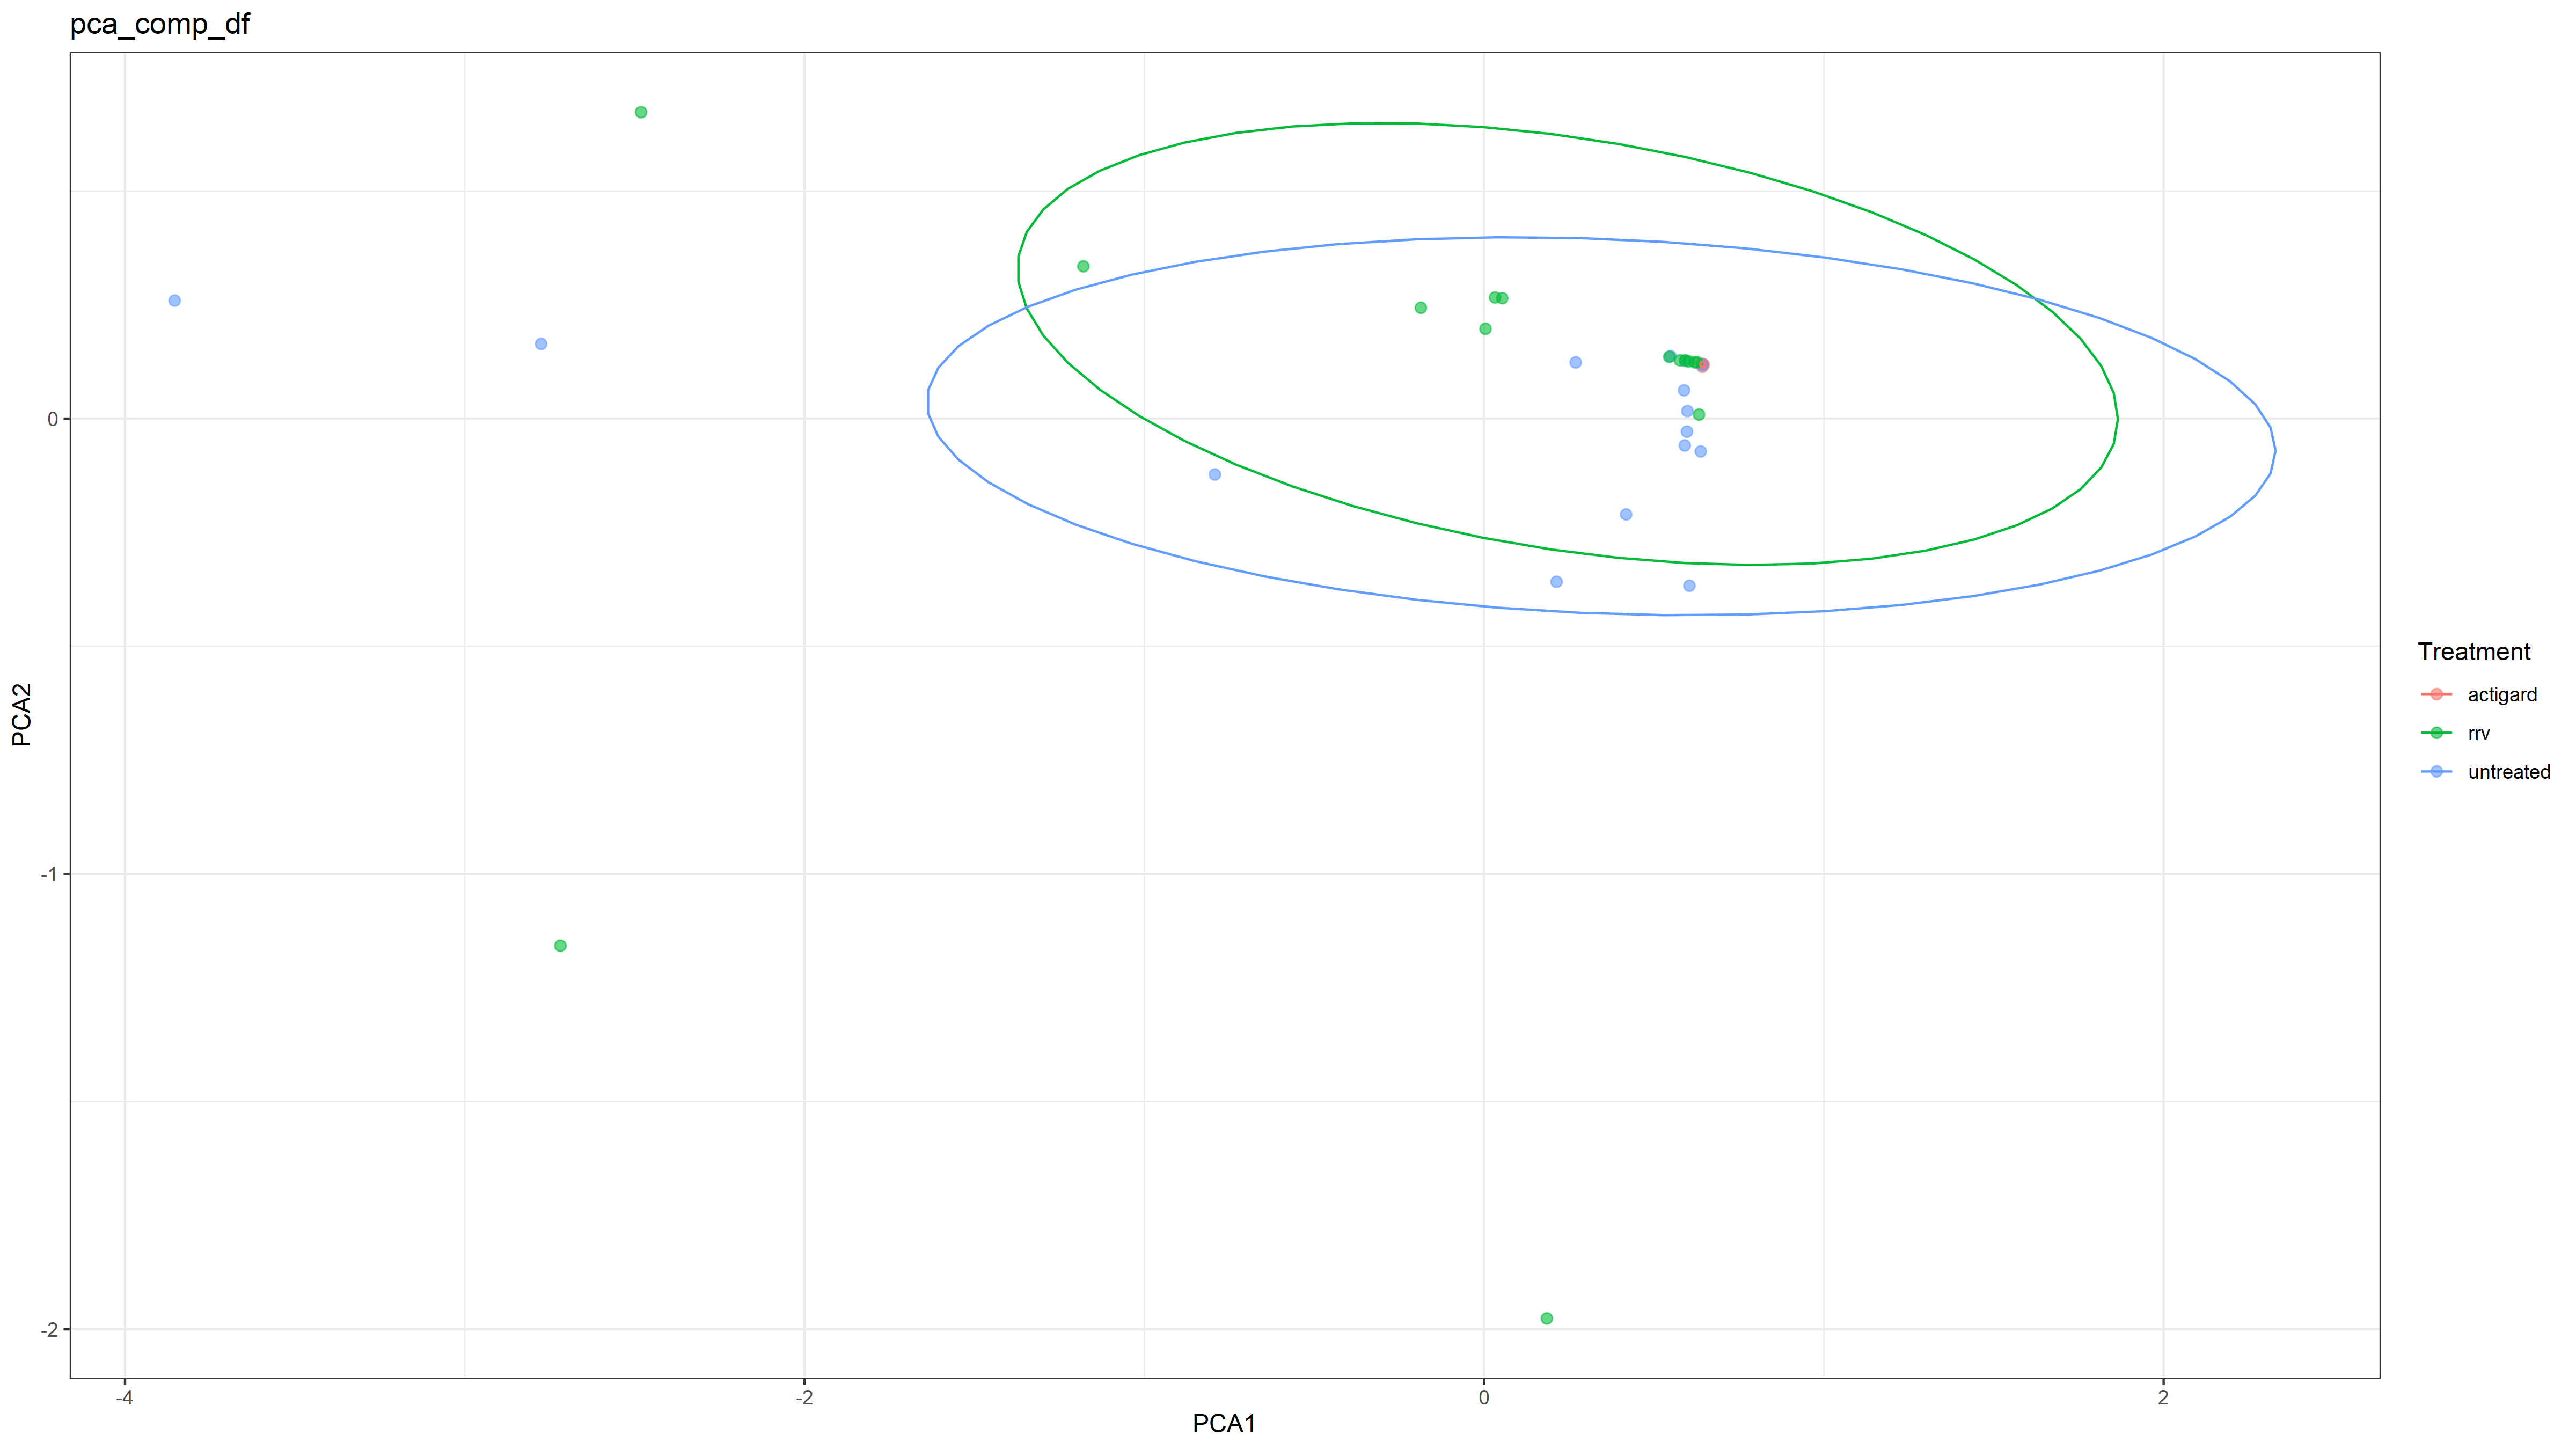 pca_comp_df
0
-1
-2
PCA2
-4
-2
0
2
PCA1
Treatment
actigard
rrv
untreated